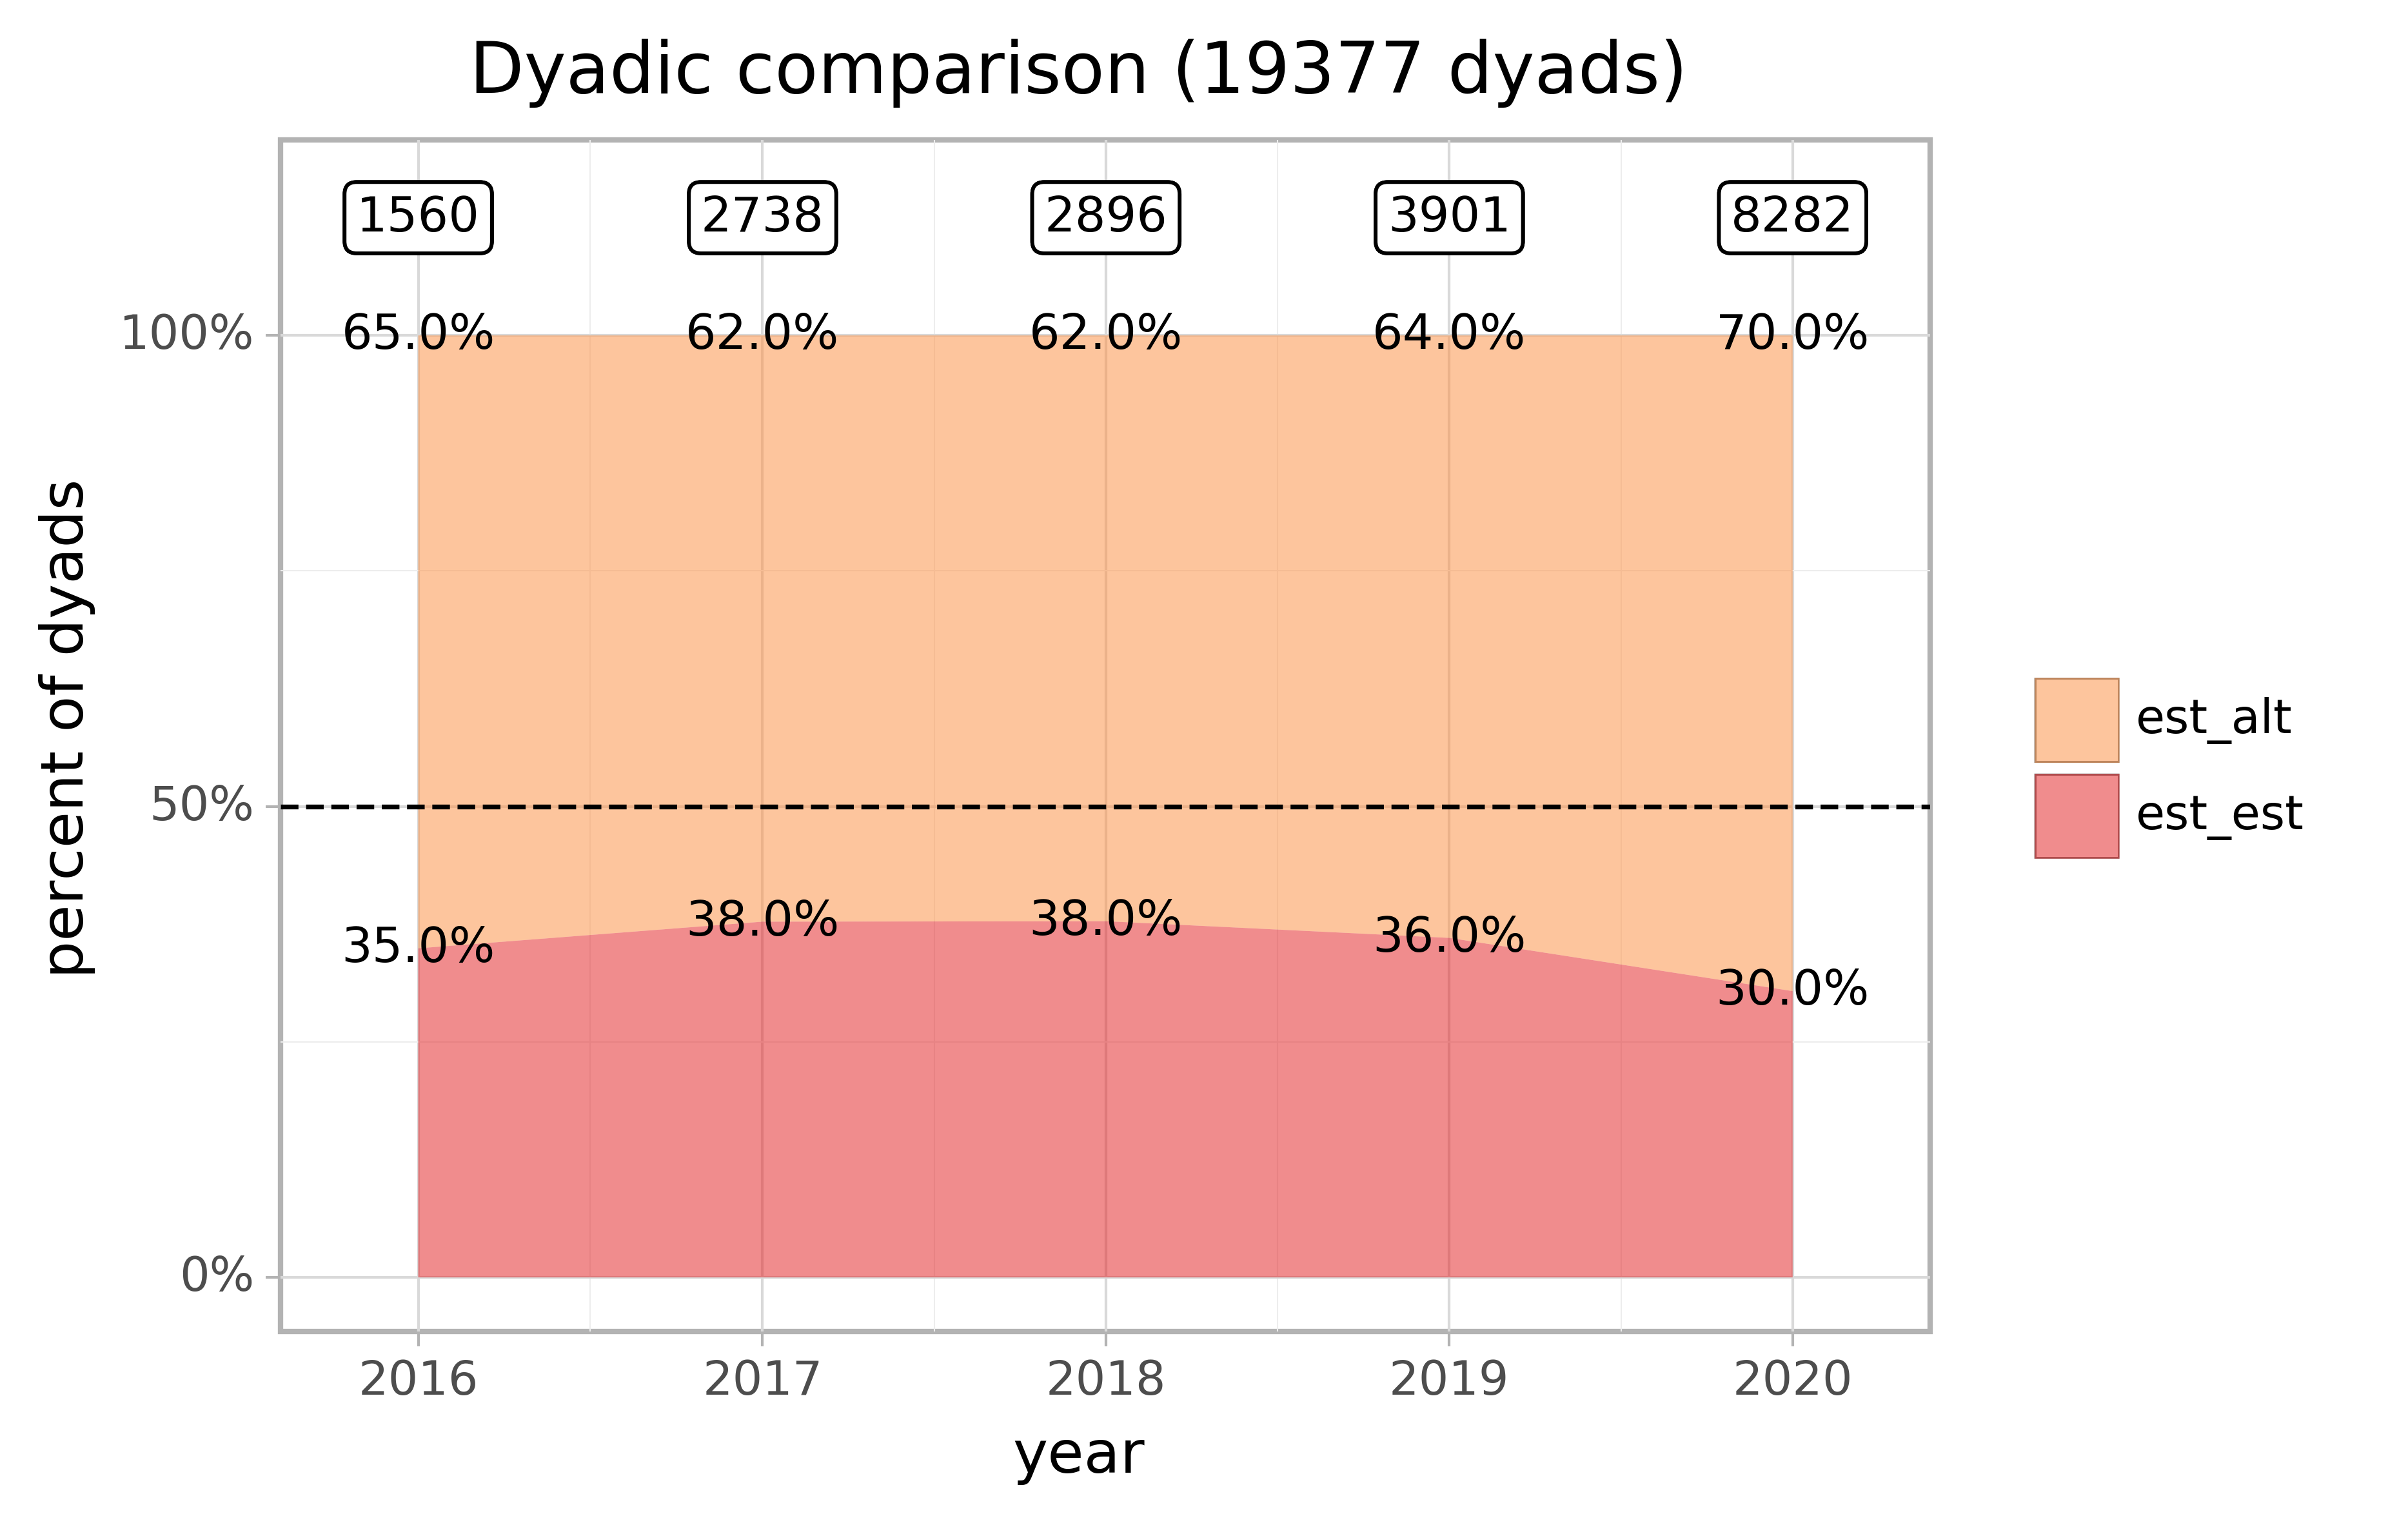 Dyadic comparison (19377 dyads)
1560 2738 2896 3901 8282
100% 65.0% 62.0% 62.0% 64.0% 70.0%
percent of dyads
est_alt
50%
est_est
35.0% 38.0% 38.0% 36.0% 30.0%
0%
2016 2017 2018 2019 2020
year